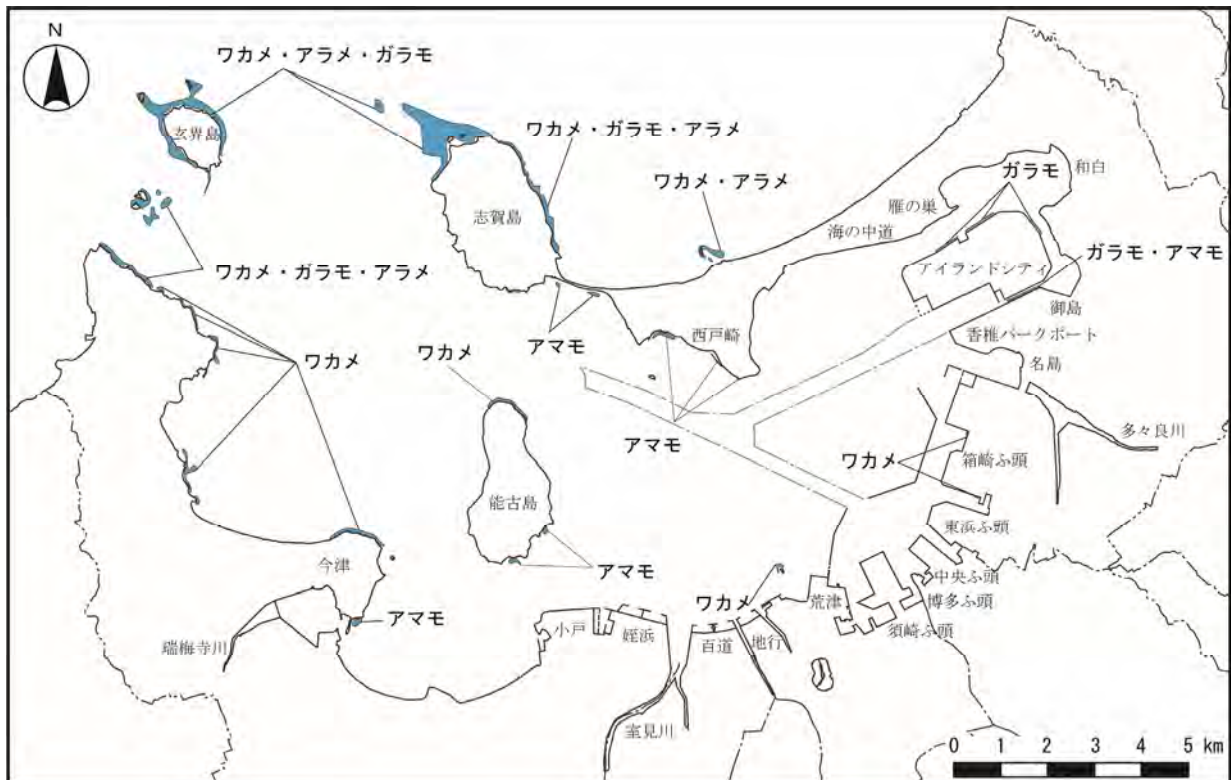 N
ワカメ・アラメ・ガラモ
玄界島
ワカメ・ガラモ・アラメ
ワカメ・アラメ
ガラモ
和白
雁の巣
志賀島
海の中道
ガラモ・アマモ
ワカメ・ガラモ・アラメ
アイランドシティ
御島
アマモ
西戸崎
香椎パークポート
ワカメ
ワカメ
名島
アマモ
多々良川
ワカメ
箱崎ふ頭
能古島
東浜ふ頭
今津
アマモ
中央ふ頭
ワカメ
荒津
博多ふ頭
アマモ
小戸
姪浜
百道
地行
須崎ふ頭
瑞梅寺川
室見川
0 1 2 3 4 5 km